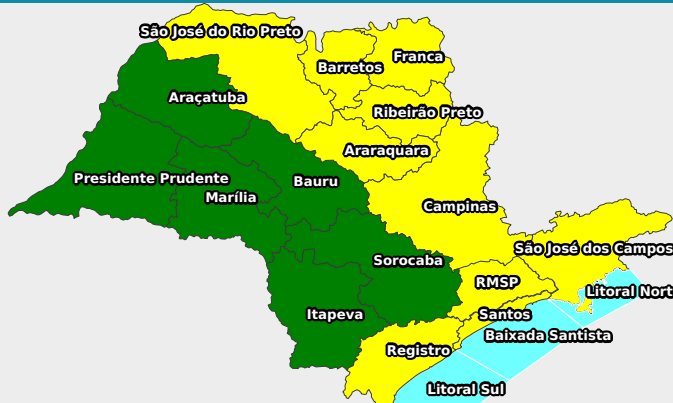 São José do Rio Preto
Franca
Barretos
Araçatuba
Ribeirão Preto
Araraquara
Presidente Prudente
Bauru
Marília
Campinas
São José dos Campos
Sorocaba
RMSP
Litoral Nort
Itapeva
Santos
Baixada Santista
Registro
Litoral Sul